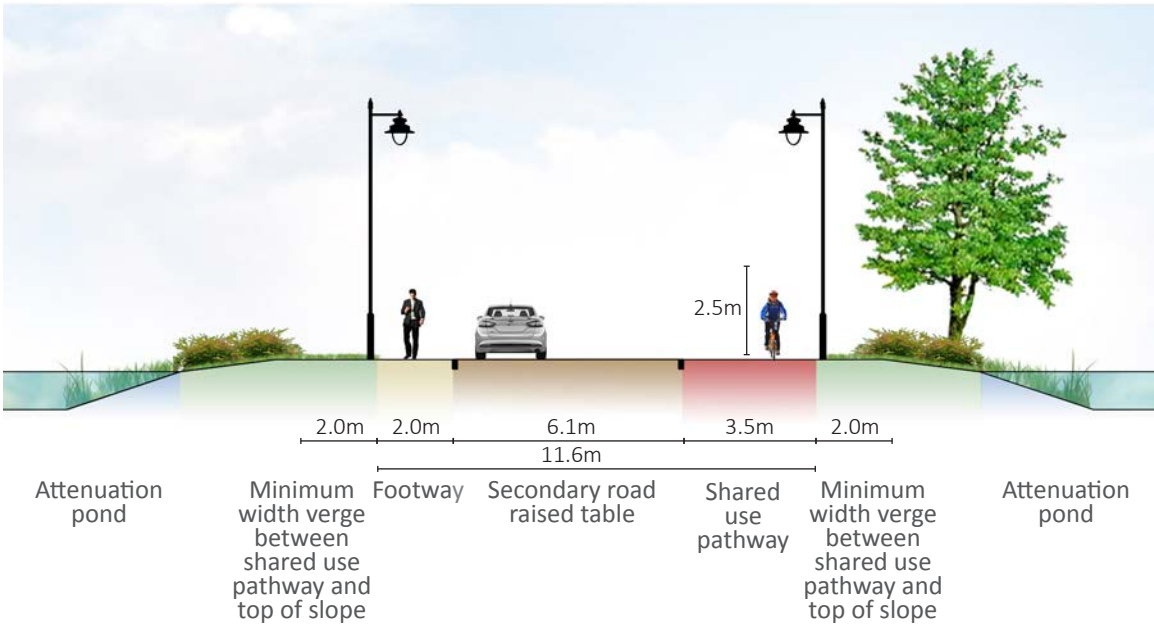 2.5m
2.0m
2.0m
6.1m
3.5m
2.0m
11.6m
Attenuation
pond
Minimum
width verge
between
shared use
pathway and
top of slope
Footway
Secondary road
raised table
Shared
use
pathway
Minimum
width verge
between
shared use
pathway and
top of slope
Attenuation
pond